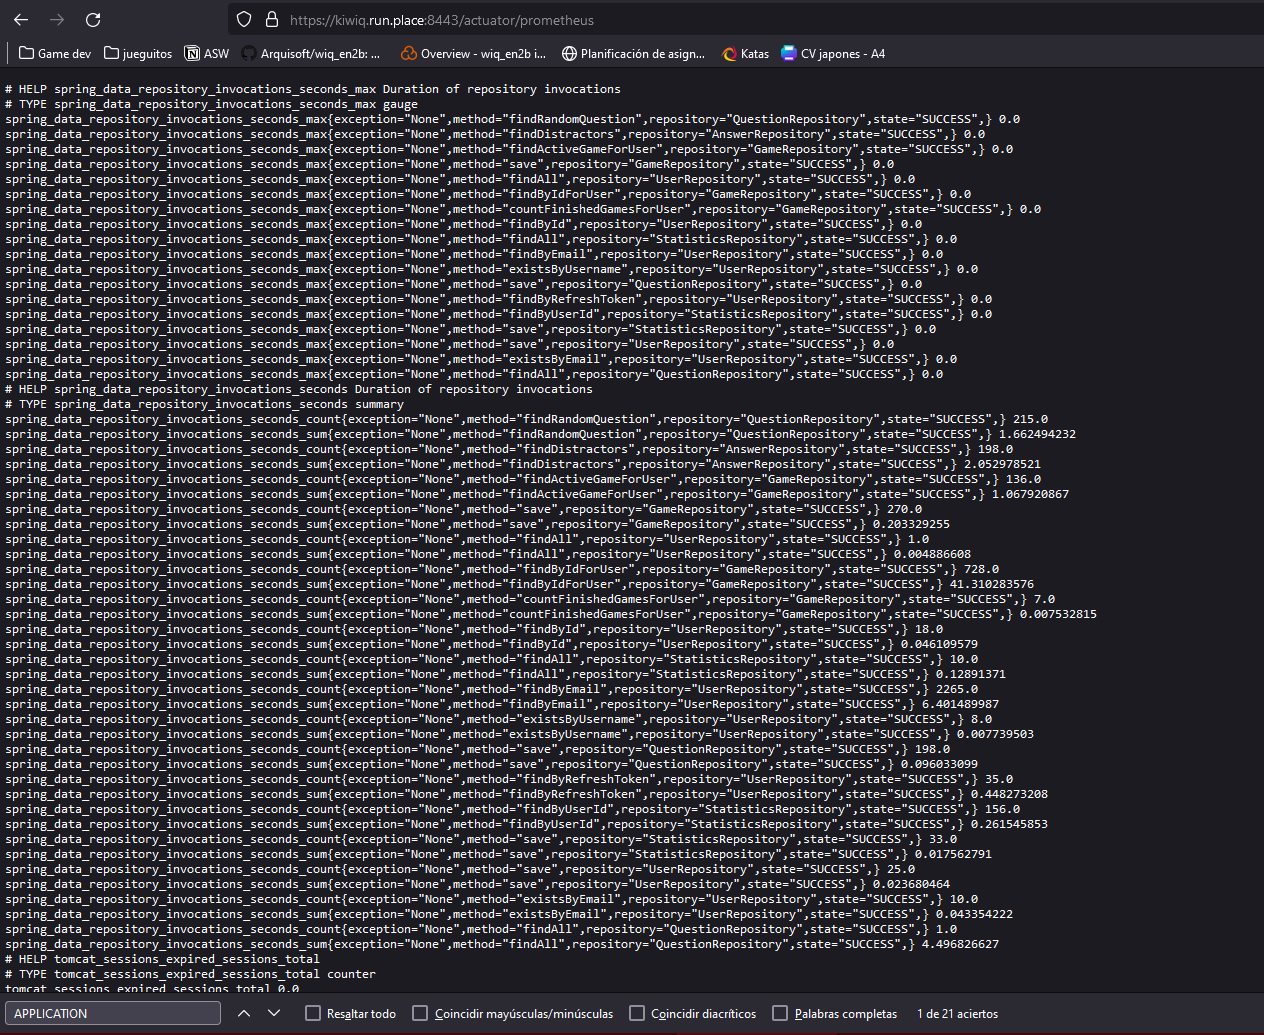 https://kiwiq.run.place:8443/actuator/prometheus
Game dev jueguitos ASW Arquisoft/wiq_en2b: ... Overview - wiq_en2b i... Planificación de asign... Katas CV japones - A4
# HELP spring_data_repository_invocations_seconds_max Duration of repository invocations
# TYPE spring_data_repository_invocations_seconds_max gauge
spring_data_repository_invocations_seconds_max{exception="None",method="findRandomQuestion",repository="QuestionRepository",state="SUCCESS",} 0.0
spring_data_repository_invocations_seconds_max{exception="None",method="findDistractors",repository="AnswerRepository",state="SUCCESS",} 0.0
spring_data_repository_invocations_seconds_max{exception="None",method="findActiveGameForUser",repository="GameRepository",state="SUCCESS",} 0.0
spring_data_repository_invocations_seconds_max{exception="None",method="save",repository="GameRepository",state="SUCCESS",} 0.0
spring_data_repository_invocations_seconds_max{exception="None",method="findAll",repository="UserRepository",state="SUCCESS",} 0.0
spring_data_repository_invocations_seconds_max{exception="None",method="findByIdForUser",repository="GameRepository",state="SUCCESS",} 0.0
spring_data_repository_invocations_seconds_max{exception="None",method="countFinishedGamesForUser",repository="GameRepository",state="SUCCESS",} 0.0
spring_data_repository_invocations_seconds_max{exception="None",method="findById",repository="UserRepository",state="SUCCESS",} 0.0
spring_data_repository_invocations_seconds_max{exception="None",method="findAll",repository="StatisticsRepository",state="SUCCESS",} 0.0
spring_data_repository_invocations_seconds_max{exception="None",method="findByEmail",repository="UserRepository",state="SUCCESS",} 0.0
spring_data_repository_invocations_seconds_max{exception="None",method="existsByUsername",repository="UserRepository",state="SUCCESS",} 0.0
spring_data_repository_invocations_seconds_max{exception="None",method="save",repository="QuestionRepository",state="SUCCESS",} 0.0
spring_data_repository_invocations_seconds_max{exception="None",method="findByRefreshToken",repository="UserRepository",state="SUCCESS",} 0.0
spring_data_repository_invocations_seconds_max{exception="None",method="findByUserId",repository="StatisticsRepository",state="SUCCESS",} 0.0
spring_data_repository_invocations_seconds_max{exception="None",method="save",repository="StatisticsRepository",state="SUCCESS",} 0.0
spring_data_repository_invocations_seconds_max{exception="None",method="save",repository="UserRepository",state="SUCCESS",} 0.0
spring_data_repository_invocations_seconds_max{exception="None",method="existsByEmail",repository="UserRepository",state="SUCCESS",} 0.0
spring_data_repository_invocations_seconds_max{exception="None",method="findAll",repository="QuestionRepository",state="SUCCESS",} 0.0
# HELP spring_data_repository_invocations_seconds Duration of repository invocations
# TYPE spring_data_repository_invocations_seconds summary
spring_data_repository_invocations_seconds_count{exception="None",method="findRandomQuestion",repository="QuestionRepository",state="SUCCESS",} 215.0
spring_data_repository_invocations_seconds_sum{exception="None",method="findRandomQuestion",repository="QuestionRepository",state="SUCCESS",} 1.662494232
spring_data_repository_invocations_seconds_count{exception="None",method="findDistractors",repository="AnswerRepository",state="SUCCESS",} 198.0
spring_data_repository_invocations_seconds_sum{exception="None",method="findDistractors",repository="AnswerRepository",state="SUCCESS",} 2.052978521
spring_data_repository_invocations_seconds_count{exception="None",method="findActiveGameForUser",repository="GameRepository",state="SUCCESS",} 136.0
spring_data_repository_invocations_seconds_sum{exception="None",method="findActiveGameForUser",repository="GameRepository",state="SUCCESS",} 1.067920867
spring_data_repository_invocations_seconds_count{exception="None",method="save",repository="GameRepository",state="SUCCESS",} 270.0
spring_data_repository_invocations_seconds_sum{exception="None",method="save",repository="GameRepository",state="SUCCESS",} 0.203329255
spring_data_repository_invocations_seconds_count{exception="None",method="findAll",repository="UserRepository",state="SUCCESS",} 1.0
spring_data_repository_invocations_seconds_sum{exception="None",method="findAll",repository="UserRepository",state="SUCCESS",} 0.004886608
spring_data_repository_invocations_seconds_count{exception="None",method="findByIdForUser",repository="GameRepository",state="SUCCESS",} 728.0
spring_data_repository_invocations_seconds_sum{exception="None",method="findByIdForUser",repository="GameRepository",state="SUCCESS",} 41.310283576
spring_data_repository_invocations_seconds_count{exception="None",method="countFinishedGamesForUser",repository="GameRepository",state="SUCCESS",} 7.0
spring_data_repository_invocations_seconds_sum{exception="None",method="countFinishedGamesForUser",repository="GameRepository",state="SUCCESS",} 0.007532815
spring_data_repository_invocations_seconds_count{exception="None",method="findById",repository="UserRepository",state="SUCCESS",} 18.0
spring_data_repository_invocations_seconds_sum{exception="None",method="findById",repository="UserRepository",state="SUCCESS",} 0.046109579
spring_data_repository_invocations_seconds_count{exception="None",method="findAll",repository="StatisticsRepository",state="SUCCESS",} 10.0
spring_data_repository_invocations_seconds_sum{exception="None",method="findAll",repository="StatisticsRepository",state="SUCCESS",} 0.12891371
spring_data_repository_invocations_seconds_count{exception="None",method="findByEmail",repository="UserRepository",state="SUCCESS",} 2265.0
spring_data_repository_invocations_seconds_sum{exception="None",method="findByEmail",repository="UserRepository",state="SUCCESS",} 6.401489987
spring_data_repository_invocations_seconds_count{exception="None",method="existsByUsername",repository="UserRepository",state="SUCCESS",} 8.0
spring_data_repository_invocations_seconds_sum{exception="None",method="existsByUsername",repository="UserRepository",state="SUCCESS",} 0.007739503
spring_data_repository_invocations_seconds_count{exception="None",method="save",repository="QuestionRepository",state="SUCCESS",} 198.0
spring_data_repository_invocations_seconds_sum{exception="None",method="save",repository="QuestionRepository",state="SUCCESS",} 0.096033099
spring_data_repository_invocations_seconds_count{exception="None",method="findByRefreshToken",repository="UserRepository",state="SUCCESS",} 35.0
spring_data_repository_invocations_seconds_sum{exception="None",method="findByRefreshToken",repository="UserRepository",state="SUCCESS",} 0.448273208
spring_data_repository_invocations_seconds_count{exception="None",method="findByUserId",repository="StatisticsRepository",state="SUCCESS",} 156.0
spring_data_repository_invocations_seconds_sum{exception="None",method="findByUserId",repository="StatisticsRepository",state="SUCCESS",} 0.261545853
spring_data_repository_invocations_seconds_count{exception="None",method="save",repository="StatisticsRepository",state="SUCCESS",} 33.0
spring_data_repository_invocations_seconds_sum{exception="None",method="save",repository="StatisticsRepository",state="SUCCESS",} 0.017562791
spring_data_repository_invocations_seconds_count{exception="None",method="save",repository="UserRepository",state="SUCCESS",} 25.0
spring_data_repository_invocations_seconds_sum{exception="None",method="save",repository="UserRepository",state="SUCCESS",} 0.023680464
spring_data_repository_invocations_seconds_count{exception="None",method="existsByEmail",repository="UserRepository",state="SUCCESS",} 10.0
spring_data_repository_invocations_seconds_sum{exception="None",method="existsByEmail",repository="UserRepository",state="SUCCESS",} 0.043354222
spring_data_repository_invocations_seconds_count{exception="None",method="findAll",repository="QuestionRepository",state="SUCCESS",} 1.0
spring_data_repository_invocations_seconds_sum{exception="None",method="findAll",repository="QuestionRepository",state="SUCCESS",} 4.496826627
# HELP tomcat_sessions_expired_sessions_total
# TYPE tomcat_sessions_expired_sessions_total counter
tomcat_sessions_expired_sessions_total 0.0
APPLICATION Resaltar todo Coincidir mayúsculas/minúsculas Coincidir diacríticos Palabras completas 1 de 21 aciertos